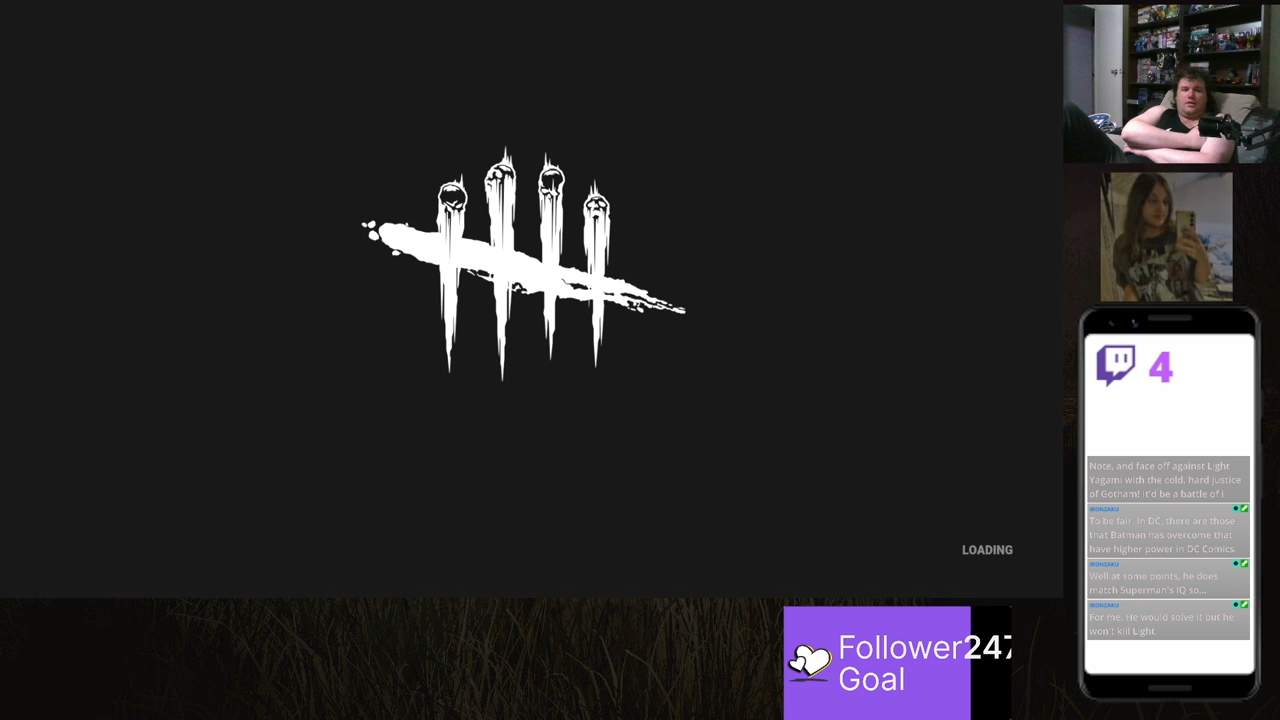 LOADING
4
Note, and face off against Light
Yagami with the cold, hard justice
of Gotham! It'd be a battle of i
IRONZAKU
To be fair. In DC, there are those
that Batman has overcome that
have higher power in DC Comics.
IRONZAKU
Well at some points, he does
match Superman's IQ so...
IRONZAKU
For me. He would solve it but he
won't kill Light.
Follower 247
Goal